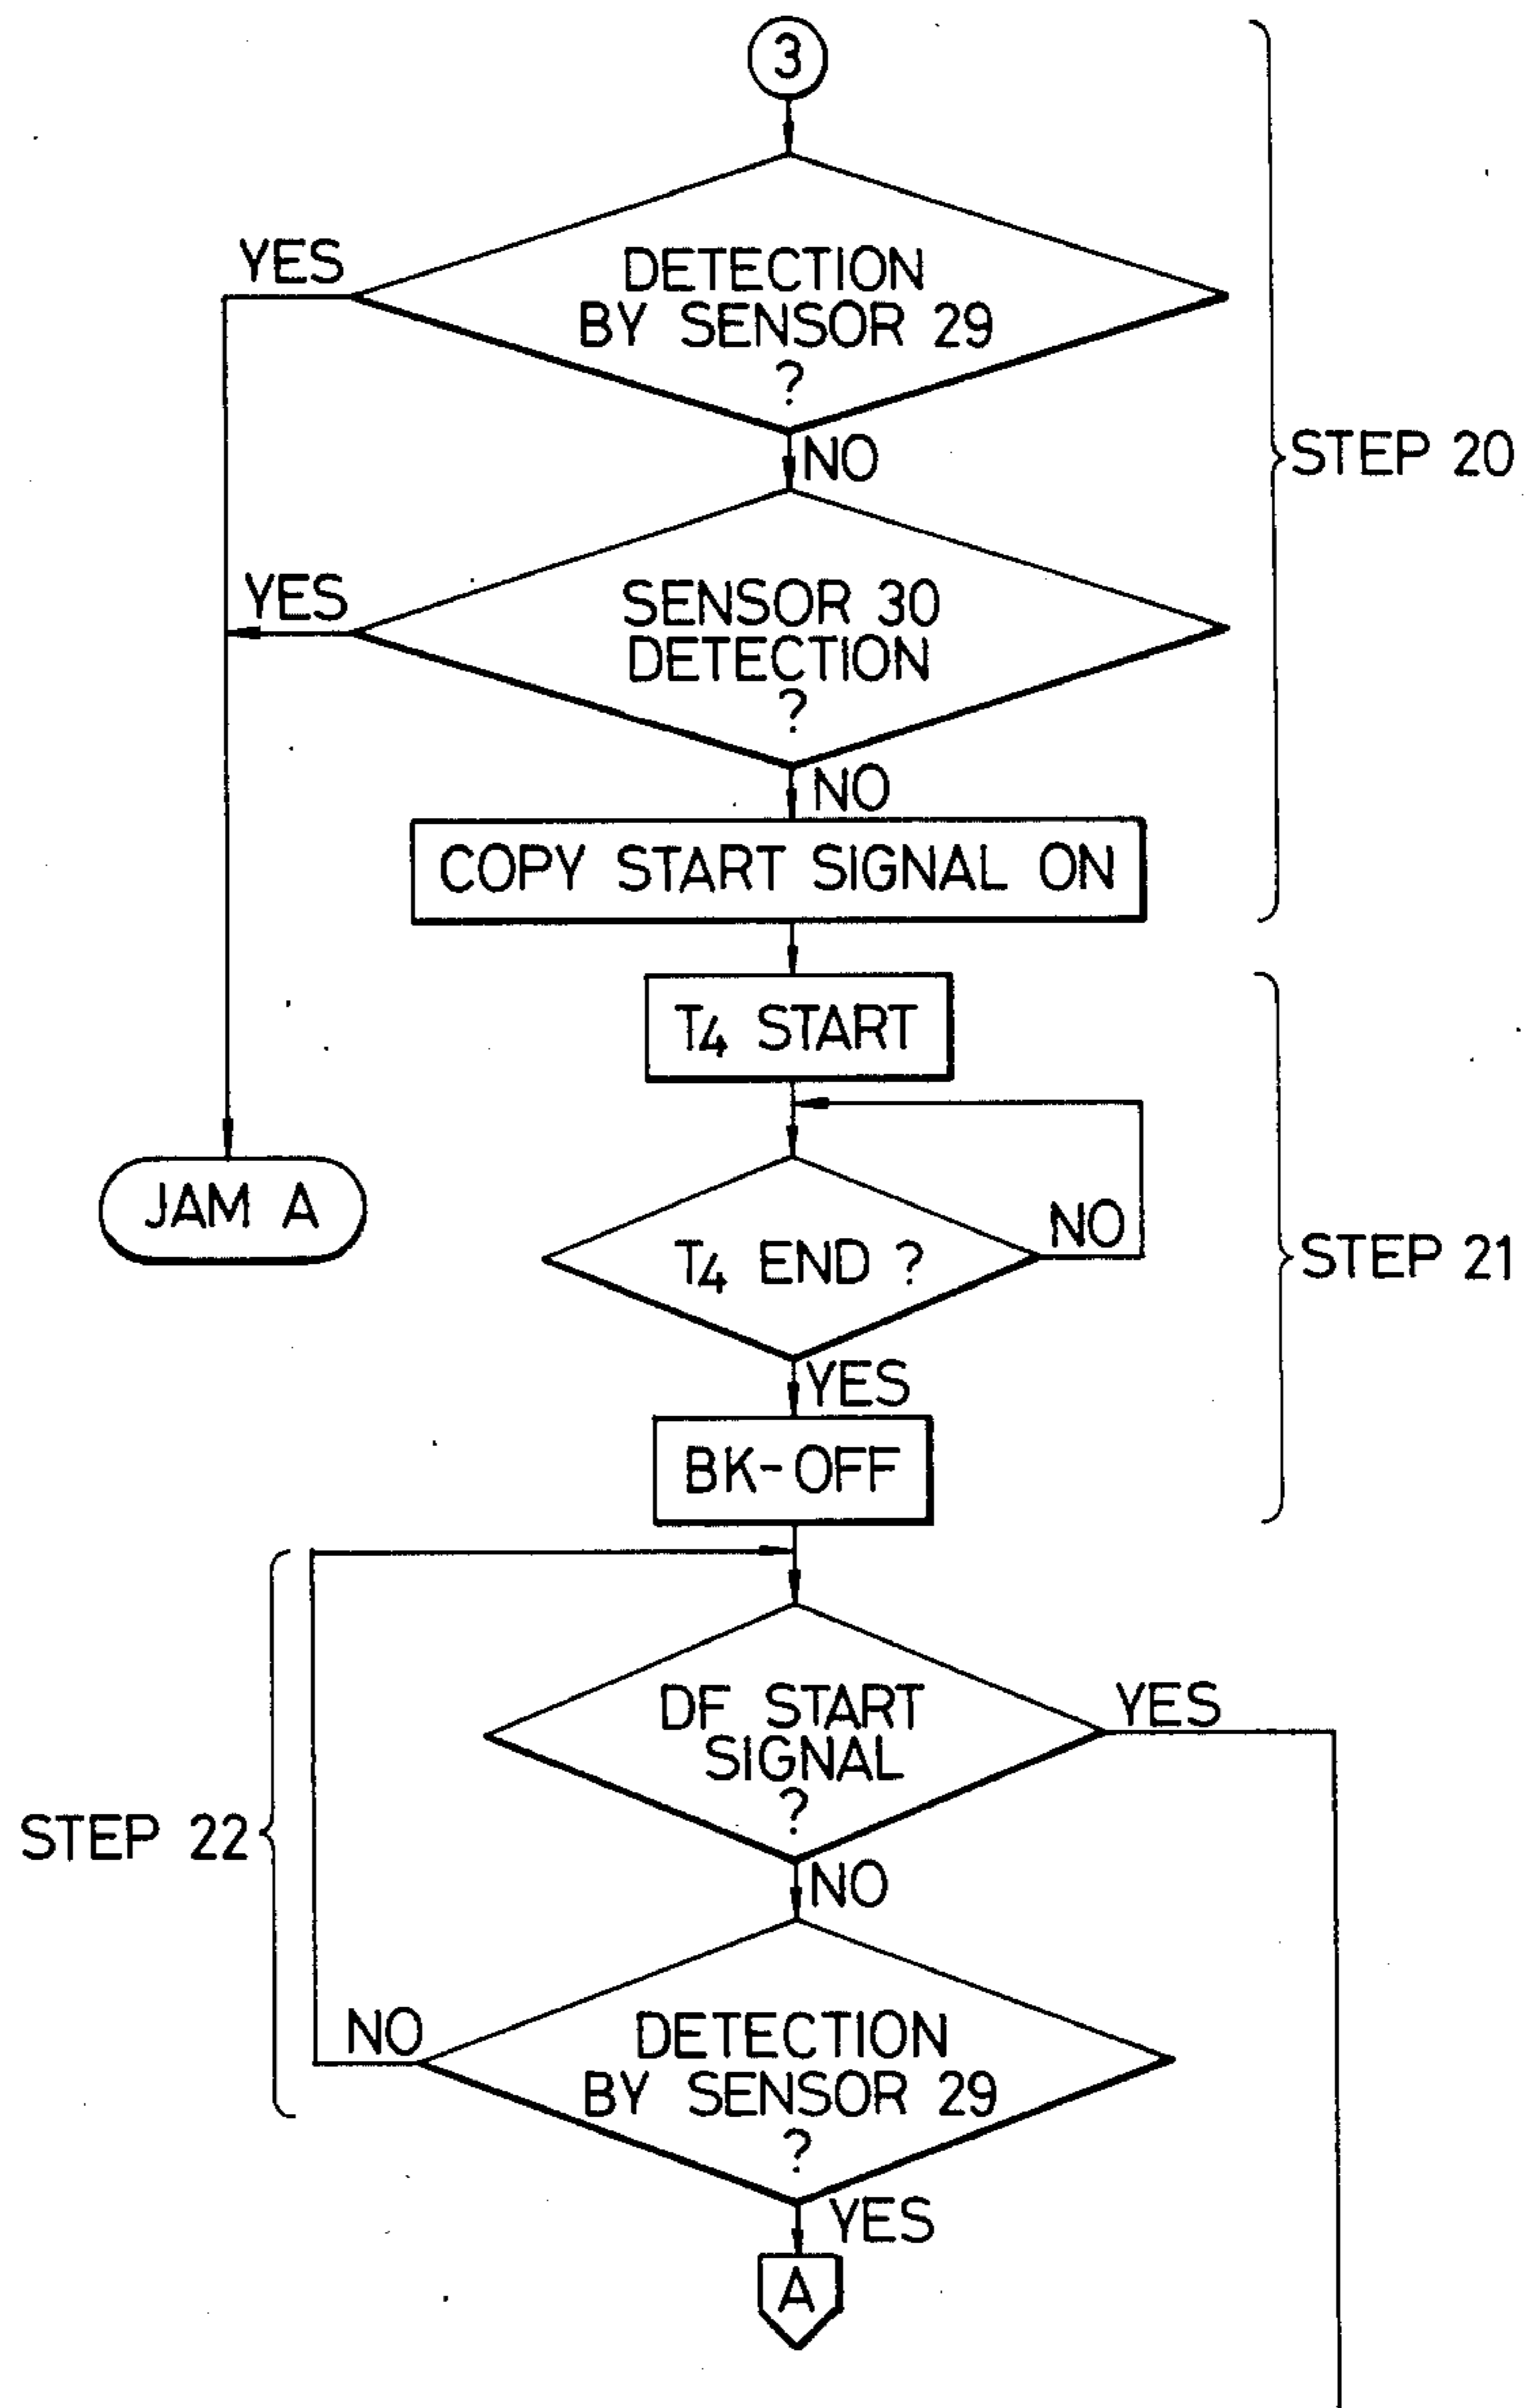 3
YES
DETECTION
BY SENSOR 29
?
NO
STEP 20
YES
SENSOR 30
DETECTION
?
NO
COPY START SIGNAL ON
T4 START
JAM A
NO
T4 END ?
STEP 21
YES
BK-OFF
DF START
SIGNAL
?
YES
STEP 22
NO
NO
DETECTION
BY SENSOR 29
?
YES
A